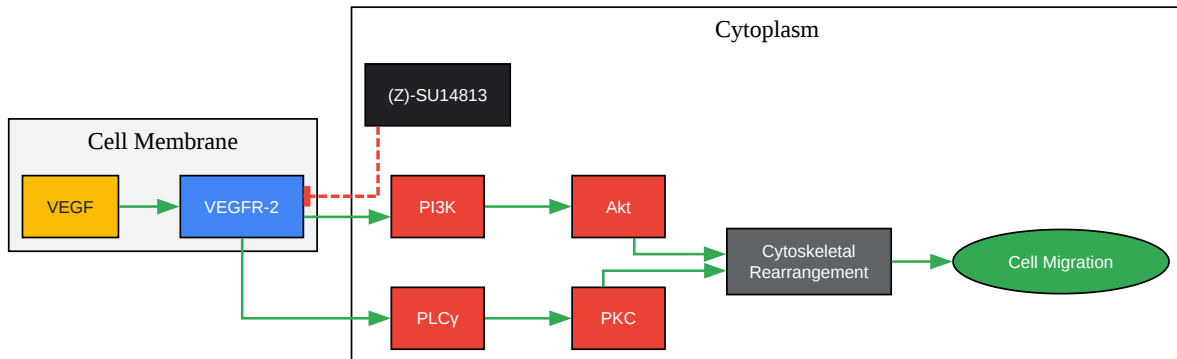 Cytoplasm
(Z)-SU14813
Cell Membrane
VEGF
VEGFR-2
PI3K
Akt
Cytoskeletal
Rearrangement
Cell Migration
PLCγ
PKC